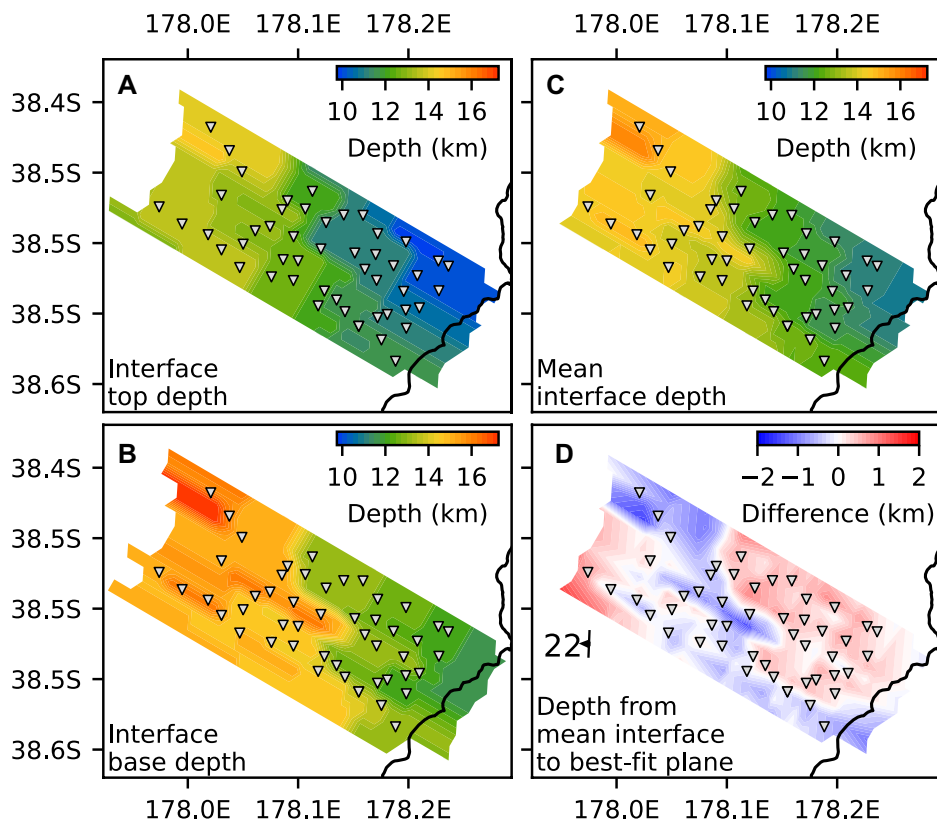 178.0E 178.1E 178.2E 178.0E 178.1E 178.2E
A
10 12 14 16
Depth (km)
38.4S
38.5S
38.5S
38.5S
38.6S
Interface
top depth
C
10 12 14 16
Depth (km)
Mean
interface depth
B
10 12 14 16
Depth (km)
38.4S
38.5S
38.5S
38.5S
38.6S
Interface
base depth
D
−2 −1 0 1 2
Difference (km)
22
Depth from
mean interface
to best-fit plane
178.0E 178.1E 178.2E 178.0E 178.1E 178.2E